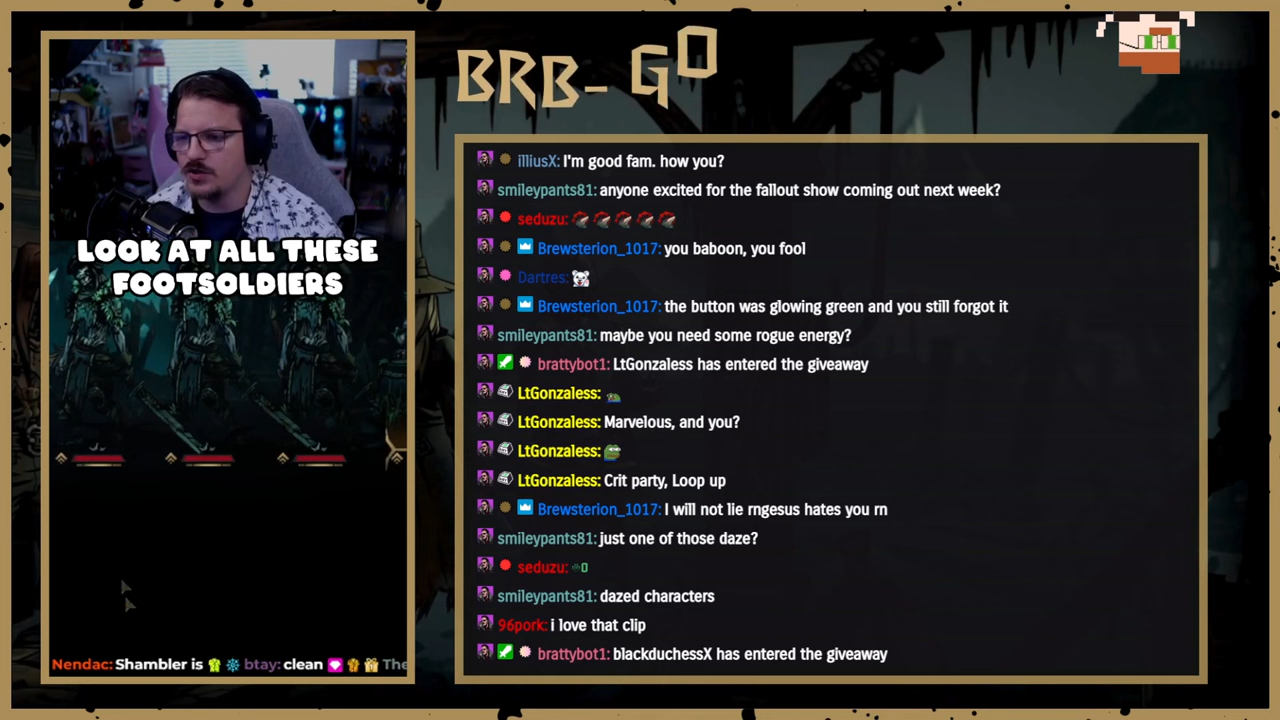 BRB- GO
LOOK AT ALL THESE
FOOTSOLDIERS
Nendac: Shambler is btay: clean The
illiusX: I'm good fam. how you?
smileypants81: anyone excited for the fallout show coming out next week?
seduzu:
Brewsterion_1017: you baboon, you fool
Dartres:
Brewsterion_1017: the button was glowing green and you still forgot it
smileypants81: maybe you need some rogue energy?
brattybot1: LtGonzaless has entered the giveaway
LtGonzaless:
LtGonzaless: Marvelous, and you?
LtGonzaless:
LtGonzaless: Crit party, Loop up
Brewsterion_1017: I will not lie rngesus hates you rn
smileypants81: just one of those daze?
seduzu:
smileypants81: dazed characters
96pork: i love that clip
brattybot1: blackduchessX has entered the giveaway